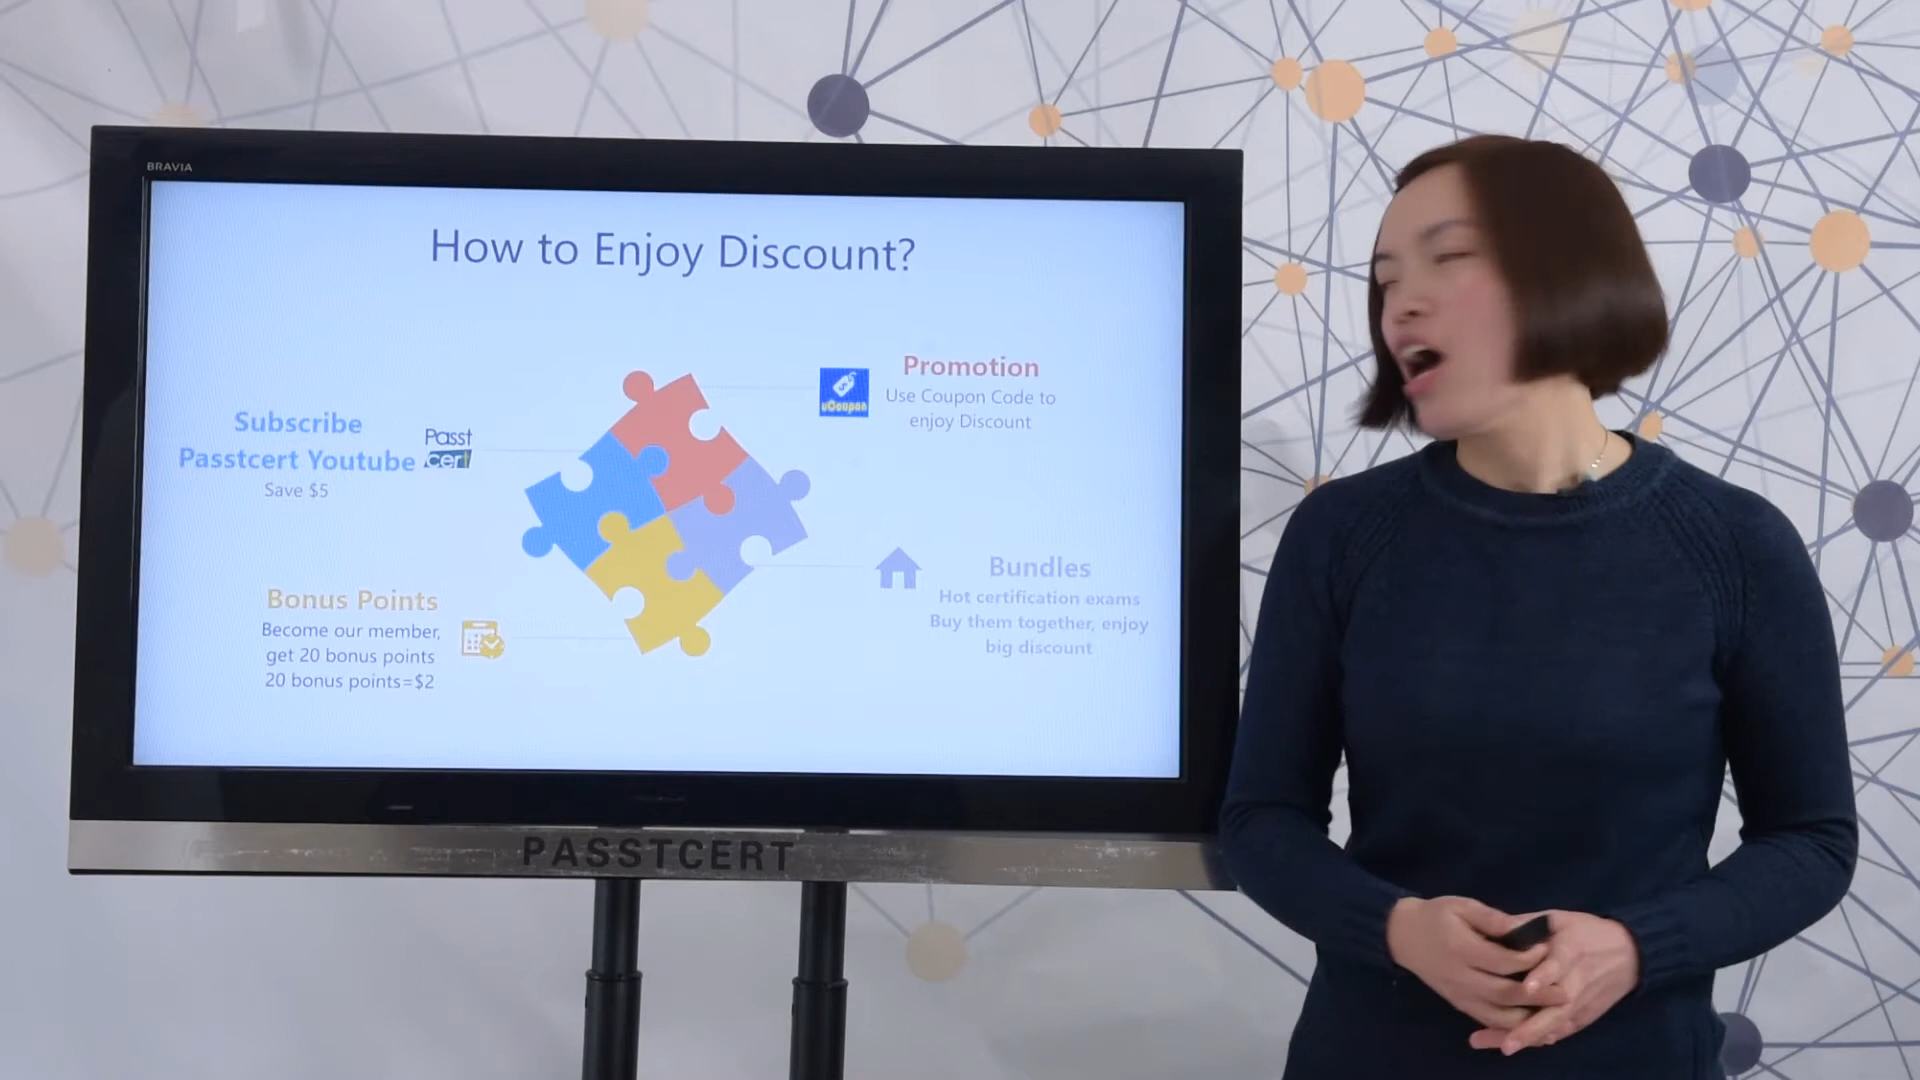 BRAVIA
How to Enjoy Discount?
Subscribe
Passtcert Youtube
Save $5
Passt
cert
uCoupon
Promotion
Use Coupon Code to
enjoy Discount
Bonus Points
Become our member,
get 20 bonus points
20 bonus points=$2
Bundles
Hot certification exams
Buy them together, enjoy
big discount
PASSTCERT